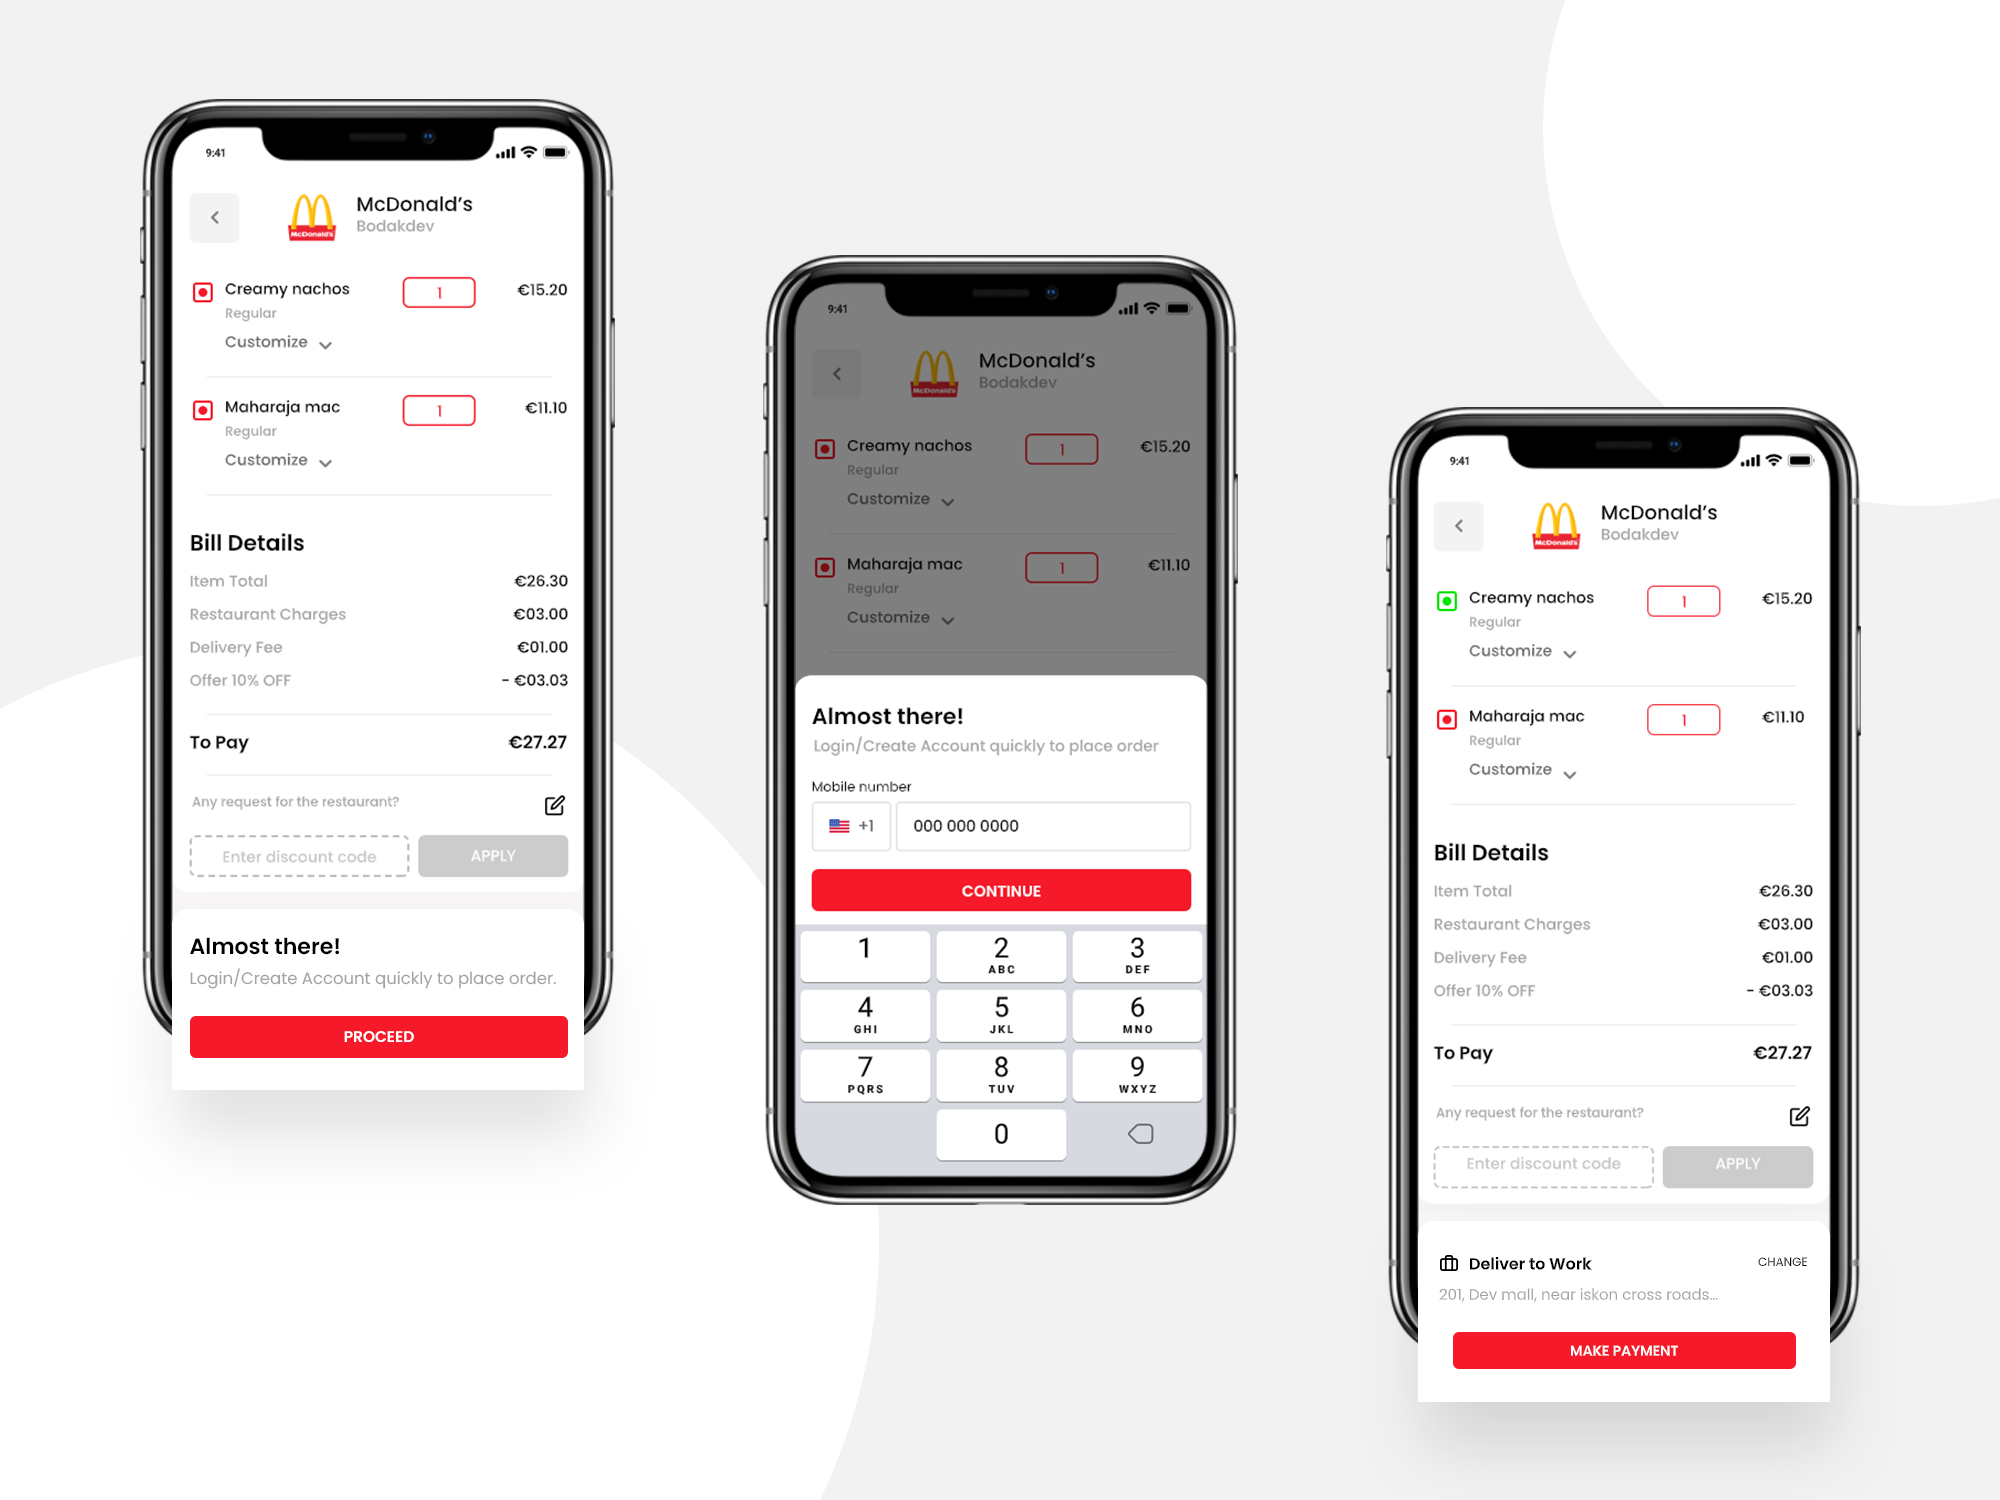 9:41
McDonald's
McDonald's
Bodakdev
Creamy nachos 1 €15.20
Regular
Customize
Maharaja mac 1 €11.10
Regular
Customize
Bill Details
Item Total €26.30
Restaurant Charges €03.00
Delivery Fee €01.00
Offer 10% OFF - €03.03
To Pay €27.27
Any request for the restaurant?
Enter discount code APPLY
Almost there!
Login/Create Account quickly to place order.
PROCEED
9:41
McDonald's
McDonald's
Bodakdev
Creamy nachos 1 €15.20
Regular
Customize
Maharaja mac 1 €11.10
Regular
Customize
Almost there!
Login/Create Account quickly to place order
Mobile number
+1 000 000 0000
CONTINUE
1 2 3
ABC DEF
4 5 6
GHI JKL MNO
7 8 9
PQRS TUV WXYZ
0
9:41
McDonald's
McDonald's
Bodakdev
Creamy nachos 1 €15.20
Regular
Customize
Maharaja mac 1 €11.10
Regular
Customize
Bill Details
Item Total €26.30
Restaurant Charges €03.00
Delivery Fee €01.00
Offer 10% OFF - €03.03
To Pay €27.27
Any request for the restaurant?
Enter discount code APPLY
Deliver to Work CHANGE
201, Dev mall, near iskon cross roads...
MAKE PAYMENT